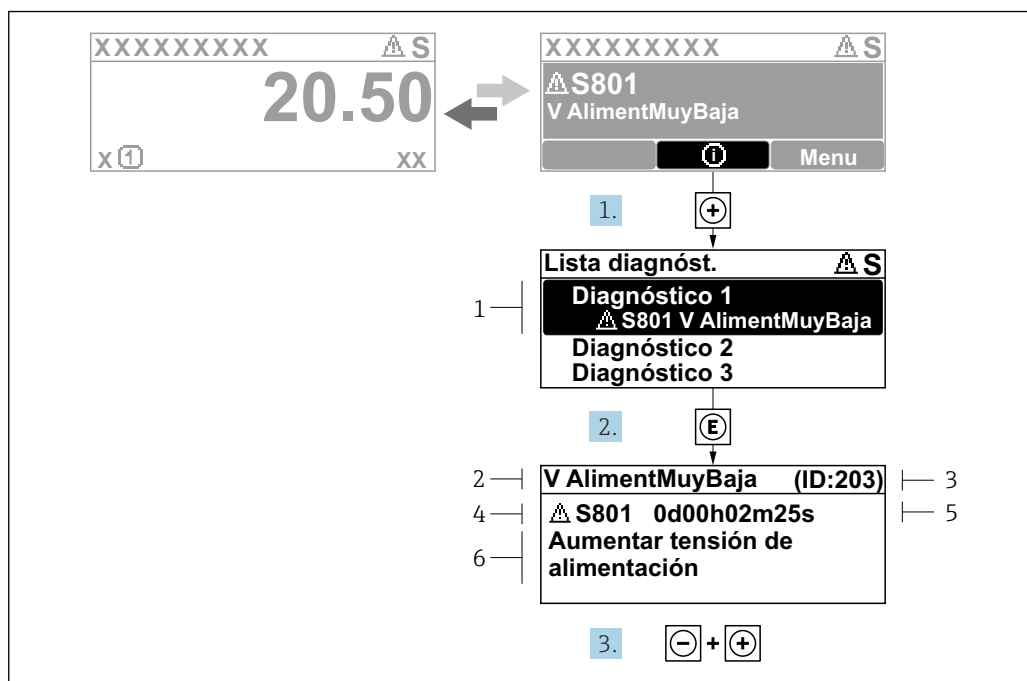 XXXXXXXXX ⚠ S
20.50
X ① XX
XXXXXXXXX ⚠ S
⚠ S801
V AlimentMuyBaja
ⓘ Menu
1. +
Lista diagnóst. ⚠ S
1
Diagnóstico 1
⚠ S801 V AlimentMuyBaja
Diagnóstico 2
Diagnóstico 3
2. E
2 V AlimentMuyBaja (ID:203) 3
4 ⚠ S801 0d00h02m25s 5
6 Aumentar tensión de
alimentación
3. - + +